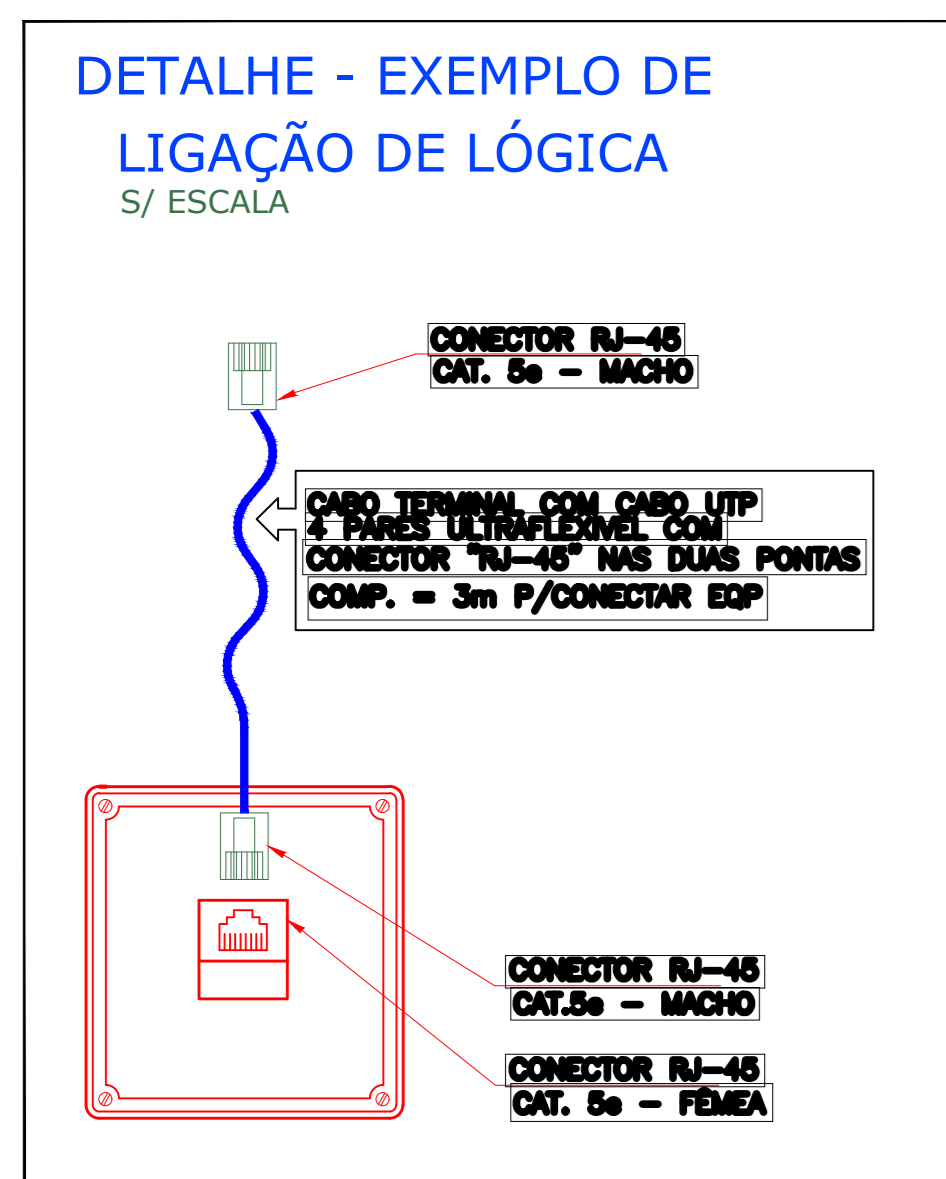 DETALHE - EXEMPLO DE
LIGAÇÃO DE LÓGICA
S/ ESCALA
CONECTOR RJ-45
CAT. 5e - MACHO
CABO TERMINAL COM CABO UTP
4 PARES ULTRAFLEXIVEL COM
CONECTOR "RJ-45" NAS DUAS PONTAS
COMP. = 3m P/CONECTAR EQP
CONECTOR RJ-45
CAT.5e - MACHO
CONECTOR RJ-45
CAT. 5e - FÊMEA